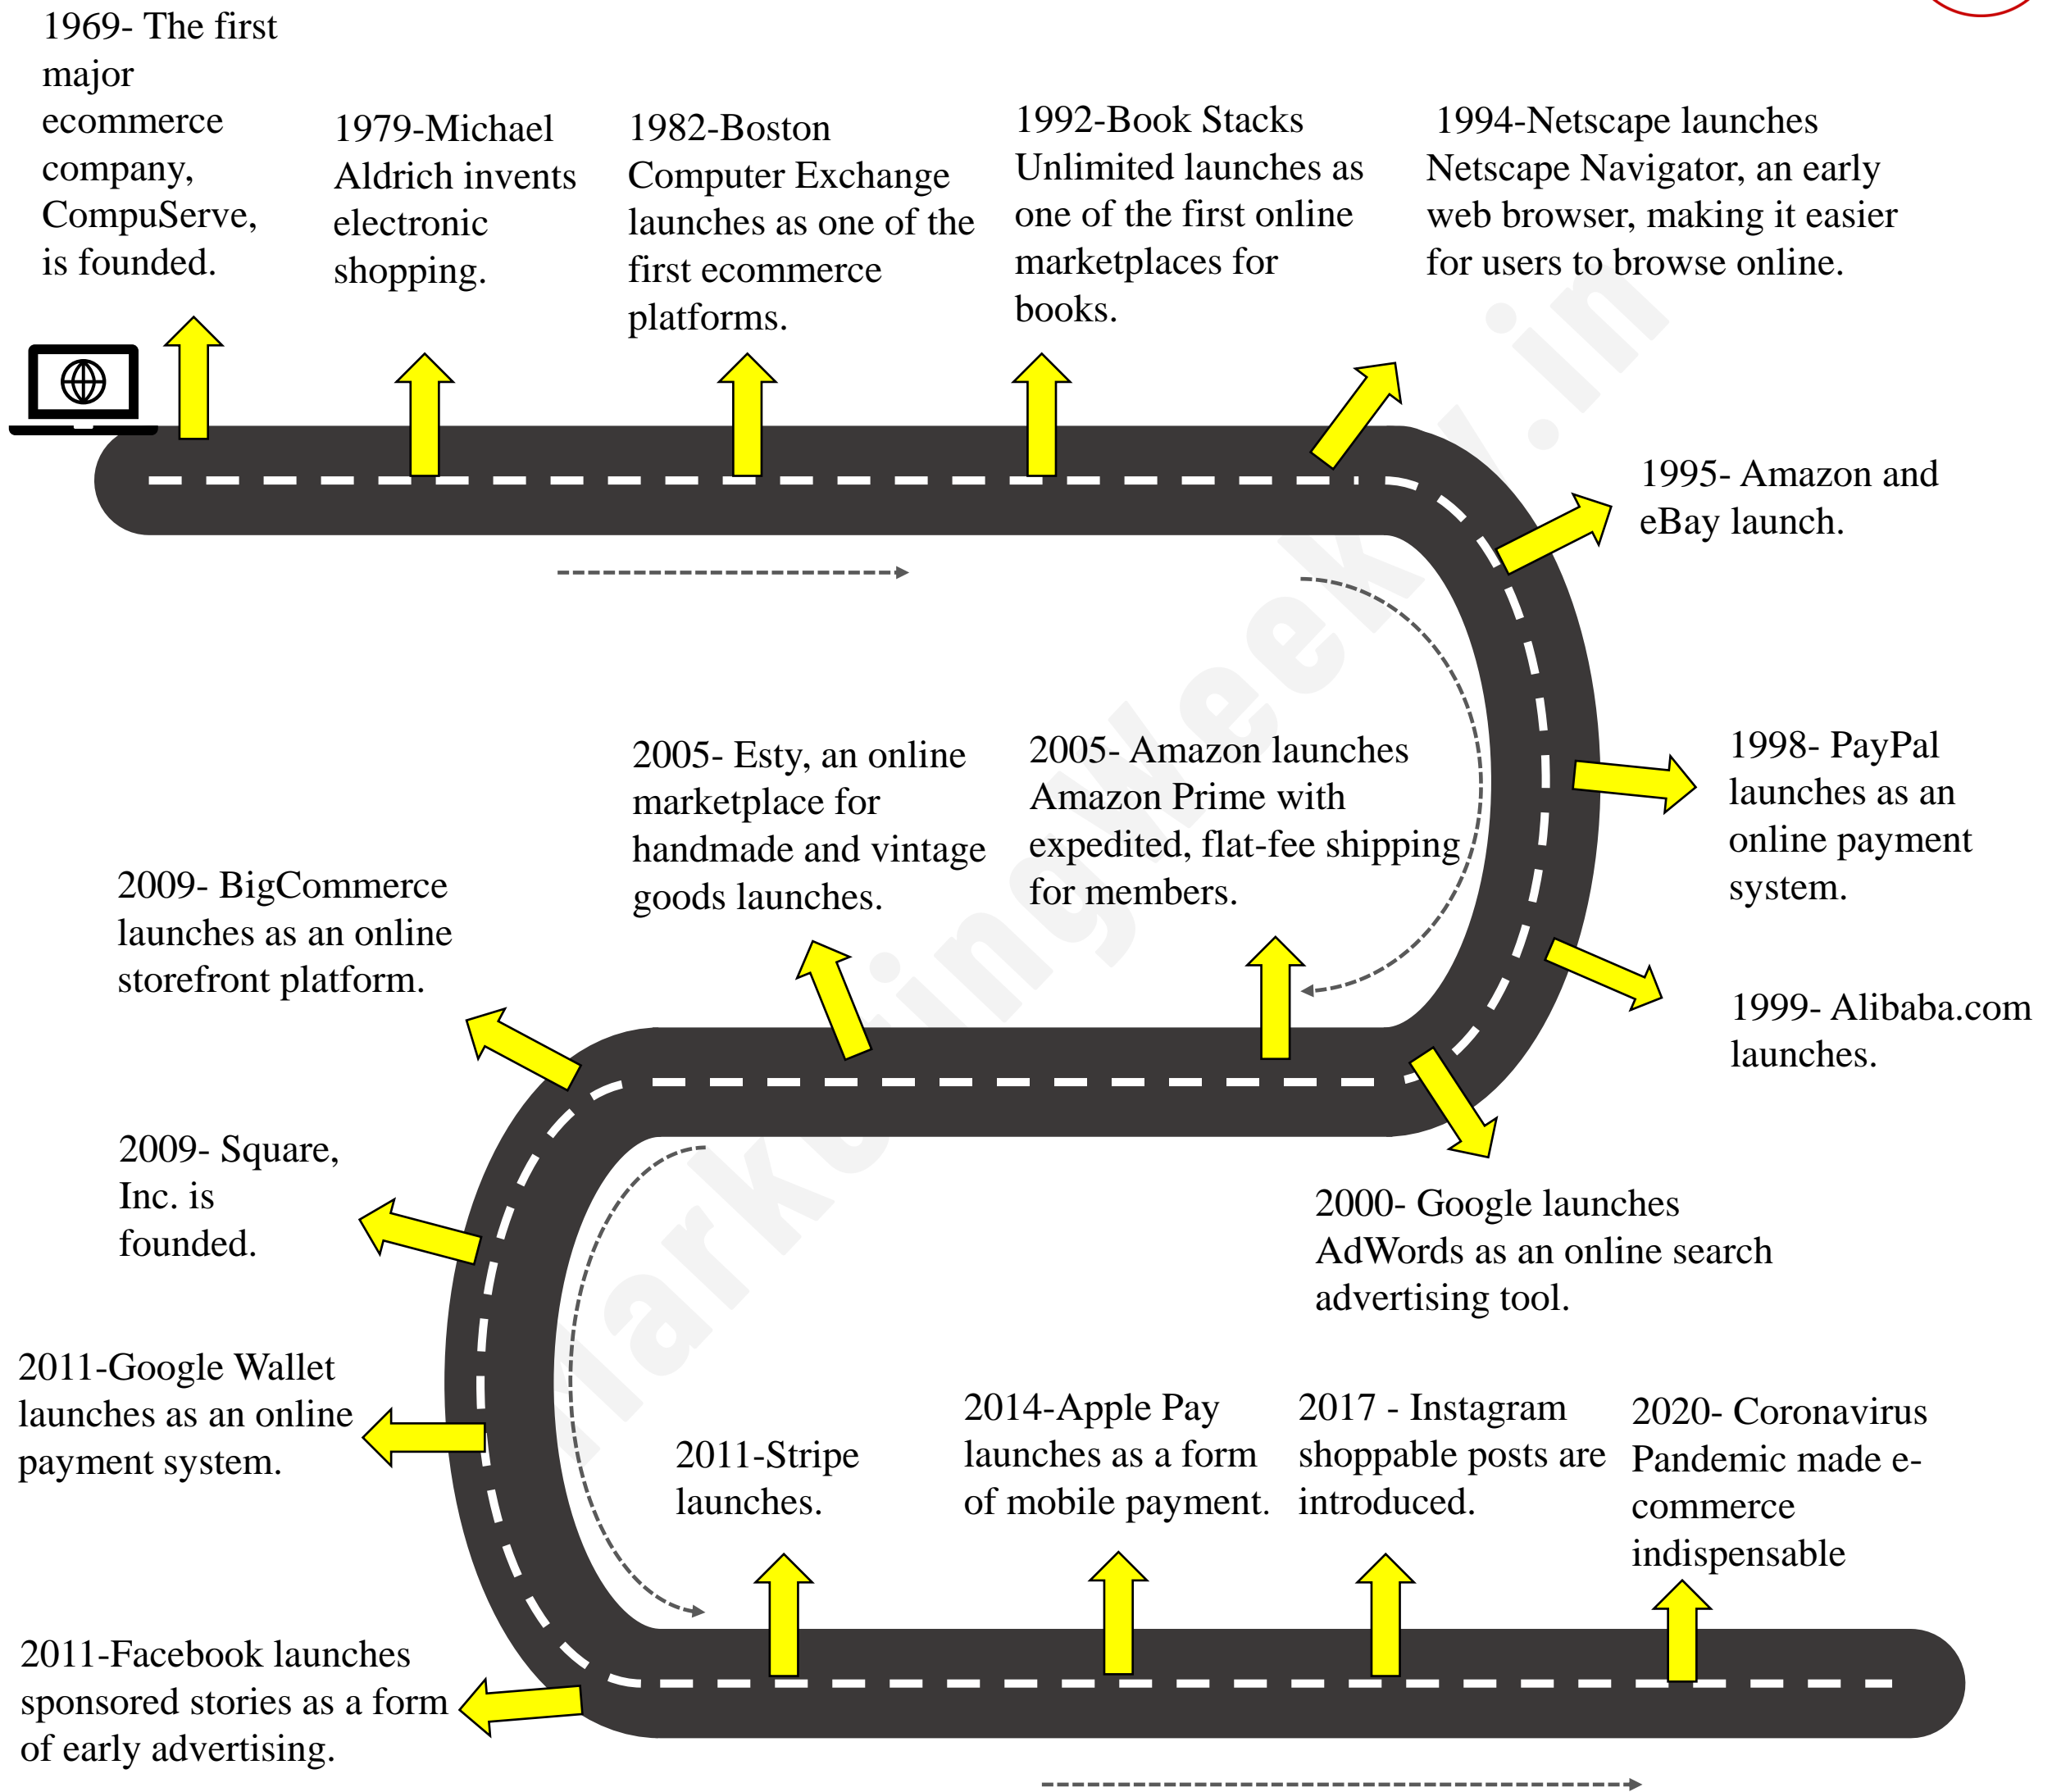 1969- The first
major
ecommerce
company,
CompuServe,
is founded.
1979-Michael
Aldrich invents
electronic
shopping.
1982-Boston
Computer Exchange
launches as one of the
first ecommerce
platforms.
1992-Book Stacks
Unlimited launches as
one of the first online
marketplaces for
books.
1994-Netscape launches
Netscape Navigator, an early
web browser, making it easier
for users to browse online.
1995- Amazon and
eBay launch.
1998- PayPal
launches as an
online payment
system.
1999- Alibaba.com
launches.
2000- Google launches
AdWords as an online search
advertising tool.
2005- Amazon launches
Amazon Prime with
expedited, flat-fee shipping
for members.
2005- Esty, an online
marketplace for
handmade and vintage
goods launches.
2009- BigCommerce
launches as an online
storefront platform.
2009- Square,
Inc. is
founded.
2011-Google Wallet
launches as an online
payment system.
2011-Facebook launches
sponsored stories as a form
of early advertising.
2011-Stripe
launches.
2014-Apple Pay
launches as a form
of mobile payment.
2017 - Instagram
shoppable posts are
introduced.
2020- Coronavirus
Pandemic made e-
commerce
indispensable